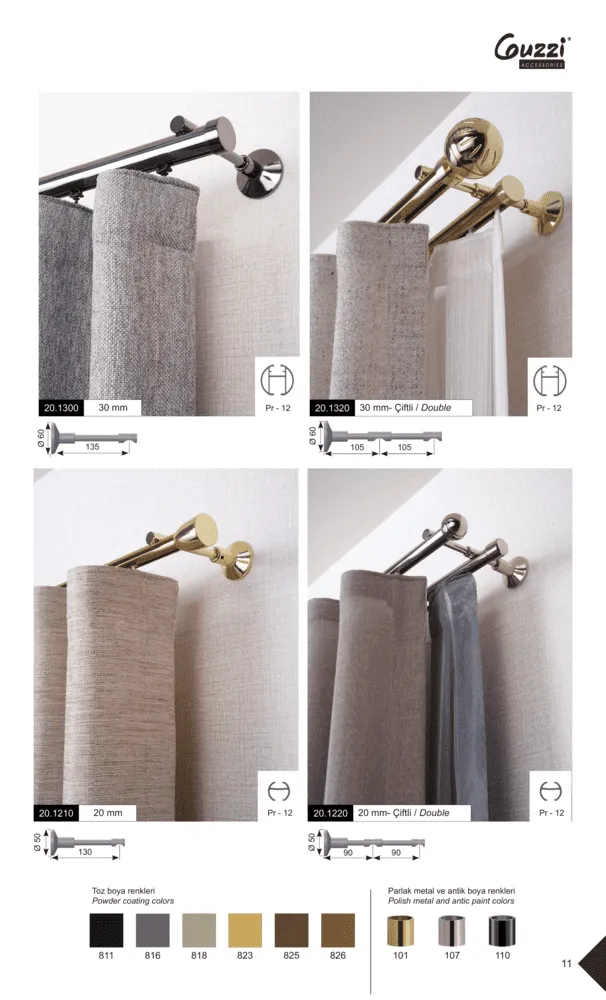 Couzzi®
ACCESSORIES
20.1300 30 mm Pr - 12
Ø 60
135
20.1320 30 mm- Çiftli / Double Pr - 12
Ø 60
105 105
20.1210 20 mm Pr - 12
Ø 50
130
20.1220 20 mm- Çiftli / Double Pr - 12
Ø 50
90 90
Toz boya renkleri
Powder coating colors
811 816 818 823 825 826
Parlak metal ve antik boya renkleri
Polish metal and antic paint colors
101 107 110
11